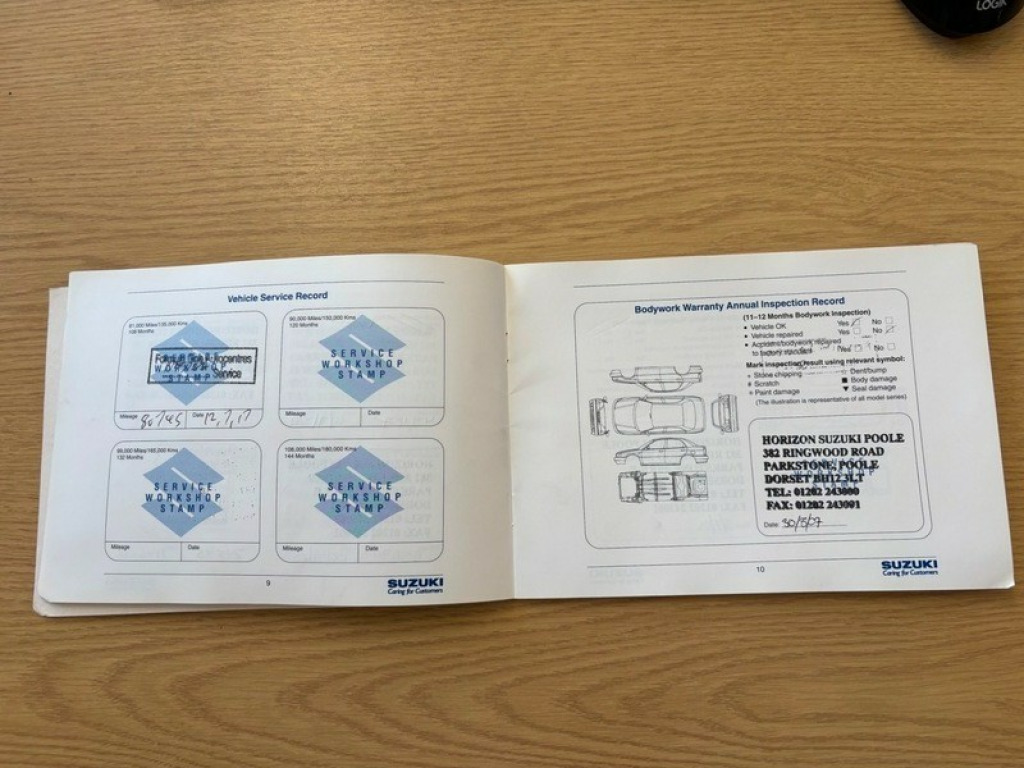 LOGIK
Vehicle Service Record
81,000 Miles/135,000 Kms
108 Months
Autocentres
WORKSHOP
STAMP
Service
Mileage 80745 Date 12,7,17
90,000 Miles/150,000 Kms
120 Months
SERVICE
WORKSHOP
STAMP
Mileage Date
99,000 Miles/165,000 Kms
132 Months
SERVICE
WORKSHOP
STAMP
Mileage Date
108,000 Miles/180,000 Kms
144 Months
SERVICE
WORKSHOP
STAMP
Mileage Date
9
SUZUKI
Caring for Customers
Bodywork Warranty Annual Inspection Record
(11–12 Months Bodywork Inspection)
• Vehicle OK Yes No
• Vehicle repaired Yes No
• Accident/bodywork repaired
to factory standard Yes No
Mark inspection result using relevant symbol:
Stone chipping Dent/bump
# Scratch ■ Body damage
Paint damage ▼ Seal damage
(The illustration is representative of all model series)
HORIZON SUZUKI POOLE
382 RINGWOOD ROAD
PARKSTONE, POOLE
DORSET BH12 3LT
TEL: 01202 243000
FAX: 01202 243001
Date: 30/5/07
10
SUZUKI
Caring for Customers